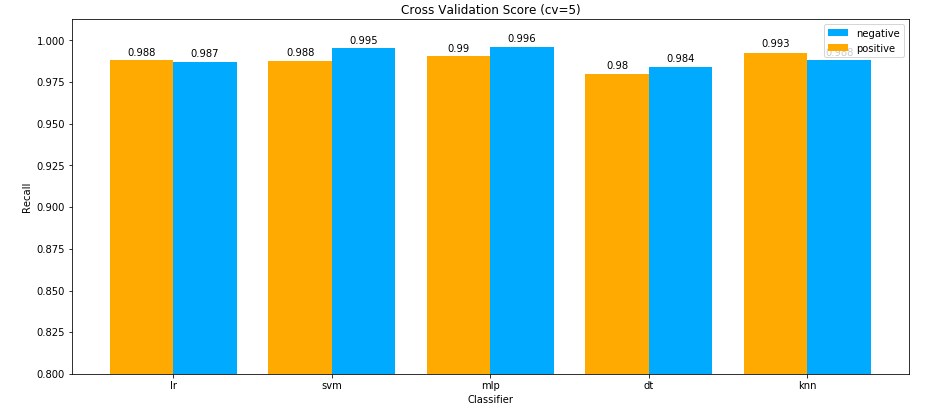 Cross Validation Score (cv=5)
negative
positive
1.000
0.975
0.950
0.925
0.900
0.875
0.850
0.825
0.800
Recall
0.988
0.987
0.988
0.995
0.99
0.996
0.98
0.984
0.993
0.988
lr
svm
mlp
dt
knn
Classifier